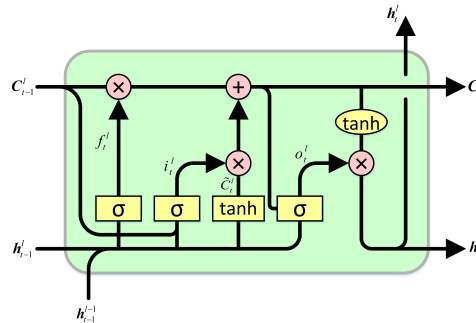 h_t^l
C_{t-1}^l
×
+
C
tanh
f_t^l
i_t^l
×
o_t^l
×
C̃_t^l
σ
σ
tanh
σ
h_{t-1}^l
h
h_{t-1}^{l-1}